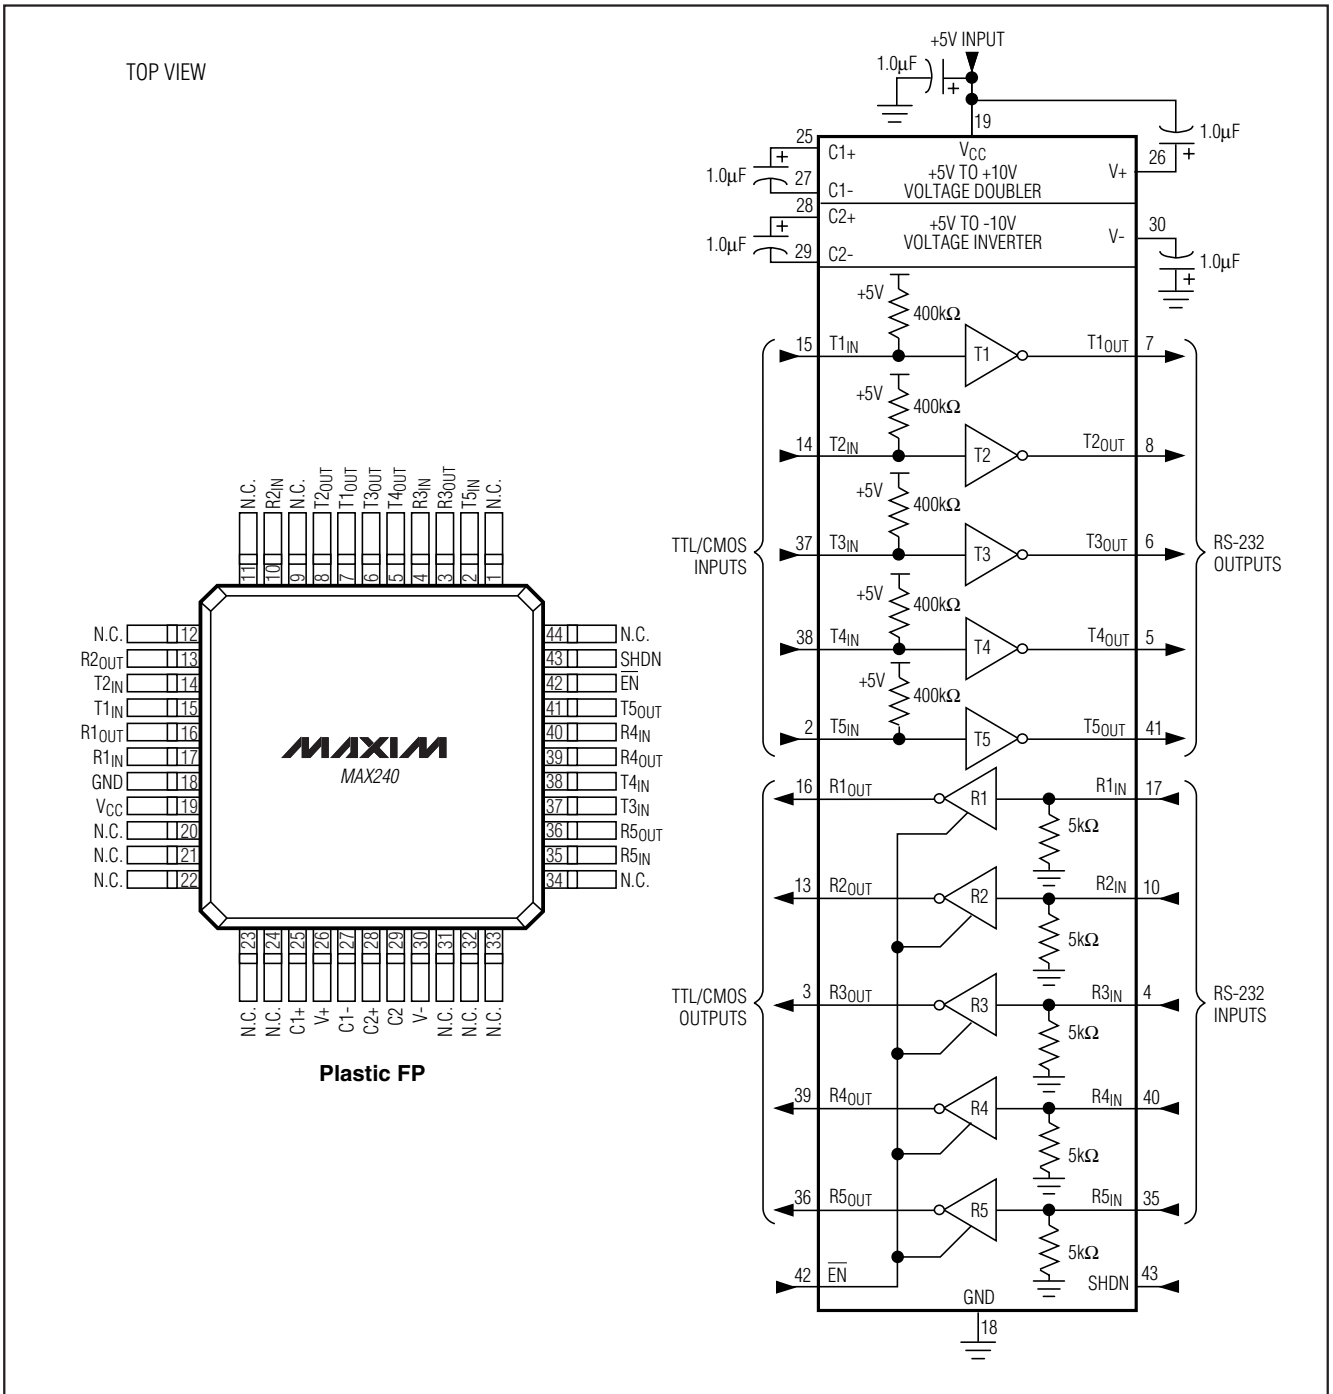 TOP VIEW
N.C. R2IN N.C. T2OUT T1OUT T3OUT T4OUT R3IN R3OUT T5IN N.C.
11 10 9 8 7 6 5 4 3 2 1
N.C. 12 44 N.C.
R2OUT 13 43 SHDN
T2IN 14 42 E̅N̅
T1IN 15 41 T5OUT
R1OUT 16 40 R4IN
R1IN 17 39 R4OUT
GND 18 38 T4IN
VCC 19 37 T3IN
N.C. 20 36 R5OUT
N.C. 21 35 R5IN
N.C. 22 34 N.C.
MAXIM
MAX240
23 24 25 26 27 28 29 30 31 32 33
N.C. N.C. C1+ V+ C1- C2+ C2 V- N.C. N.C. N.C.
Plastic FP
+5V INPUT
1.0µF
+
19
1.0µF
+
25 C1+
VCC
+5V TO +10V
VOLTAGE DOUBLER
V+ 26
1.0µF
+
27 C1-
28 C2+
+5V TO -10V
VOLTAGE INVERTER
V- 30
1.0µF
+
29 C2-
1.0µF
+
+5V
400kΩ
15 T1IN T1 T1OUT 7
+5V
400kΩ
14 T2IN T2 T2OUT 8
+5V
400kΩ
TTL/CMOS
INPUTS
37 T3IN T3 T3OUT 6
RS-232
OUTPUTS
+5V
400kΩ
38 T4IN T4 T4OUT 5
+5V
400kΩ
2 T5IN T5 T5OUT 41
16 R1OUT R1 R1IN 17
5kΩ
13 R2OUT R2 R2IN 10
5kΩ
TTL/CMOS
OUTPUTS
3 R3OUT R3 R3IN 4
RS-232
INPUTS
5kΩ
39 R4OUT R4 R4IN 40
5kΩ
36 R5OUT R5 R5IN 35
5kΩ
42 E̅N̅ SHDN 43
GND
18